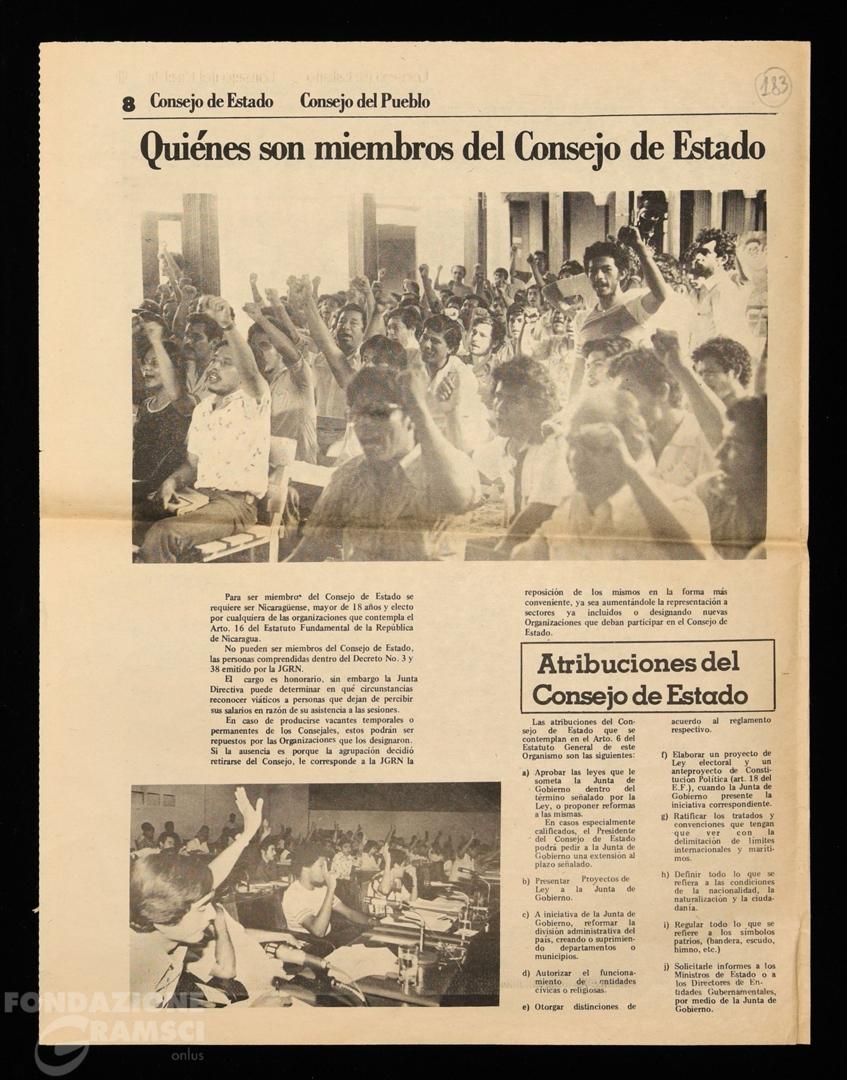 183
8 Consejo de Estado Consejo del Pueblo
Quiénes son miembros del Consejo de Estado
Para ser miembro del Consejo de Estado se
requiere ser Nicaragüense, mayor de 18 años y electo
por cualquiera de las organizaciones que contempla el
Arto. 16 del Estatuto Fundamental de la República
de Nicaragua.
No pueden ser miembros del Consejo de Estado,
las personas comprendidas dentro del Decreto No. 3 y
38 emitido por la JGRN.
El cargo es honorario, sin embargo la Junta
Directiva puede determinar en qué circunstancias
reconocer viáticos a personas que dejan de percibir
sus salarios en razón de su asistencia a las sesiones.
En caso de producirse vacantes temporales o
permanentes de los Consejales, estos podrán ser
repuestos por las Organizaciones que los designaron.
Si la ausencia es porque la agrupación decidió
retirarse del Consejo, le corresponde a la JGRN la
reposición de los mismos en la forma más
conveniente, ya sea aumentándole la representación a
sectores ya incluidos o designando nuevas
Organizaciones que deban participar en el Consejo de
Estado.
Atribuciones del
Consejo de Estado
Las atribuciones del Con-
sejo de Estado que se
contemplan en el Arto. 6 del
Estatuto General de este
Organismo son las siguientes:
a) Aprobar las leyes que le
someta la Junta de
Gobierno dentro del
término señalado por la
Ley, o proponer reformas
a las mismas.
En casos especialmente
calificados, el Presidente
del Consejo de Estado
podrá pedir a la Junta de
Gobierno una extensión al
plazo señalado.
b) Presentar Proyectos de
Ley a la Junta de
Gobierno.
c) A iniciativa de la Junta de
Gobierno, reformar la
división administrativa del
país, creando o suprimien-
do departamentos o
municipios.
d) Autorizar el funciona-
miento de entidades
cívicas o religiosas.
e) Otorgar distinciones de
acuerdo al reglamento
respectivo.
f) Elaborar un proyecto de
Ley electoral y un
anteproyecto de Consti-
tución Política (art. 18 del
E.F.), cuando la Junta de
Gobierno presente la
iniciativa correspondiente.
g) Ratificar los tratados y
convenciones que tengan
que ver con la
delimitación de límites
internacionales y maríti-
mos.
h) Definir todo lo que se
refiera a las condiciones
de la nacionalidad, la
naturalización y la ciuda-
danía.
i) Regular todo lo que se
refiere a los símbolos
patrios, (bandera, escudo,
himno, etc.)
j) Solicitarle informes a los
Ministros de Estado o a
los Directores de En-
tidades Gubernamentales,
por medio de la Junta de
Gobierno.
FONDAZIONE
GRAMSCI
onlus